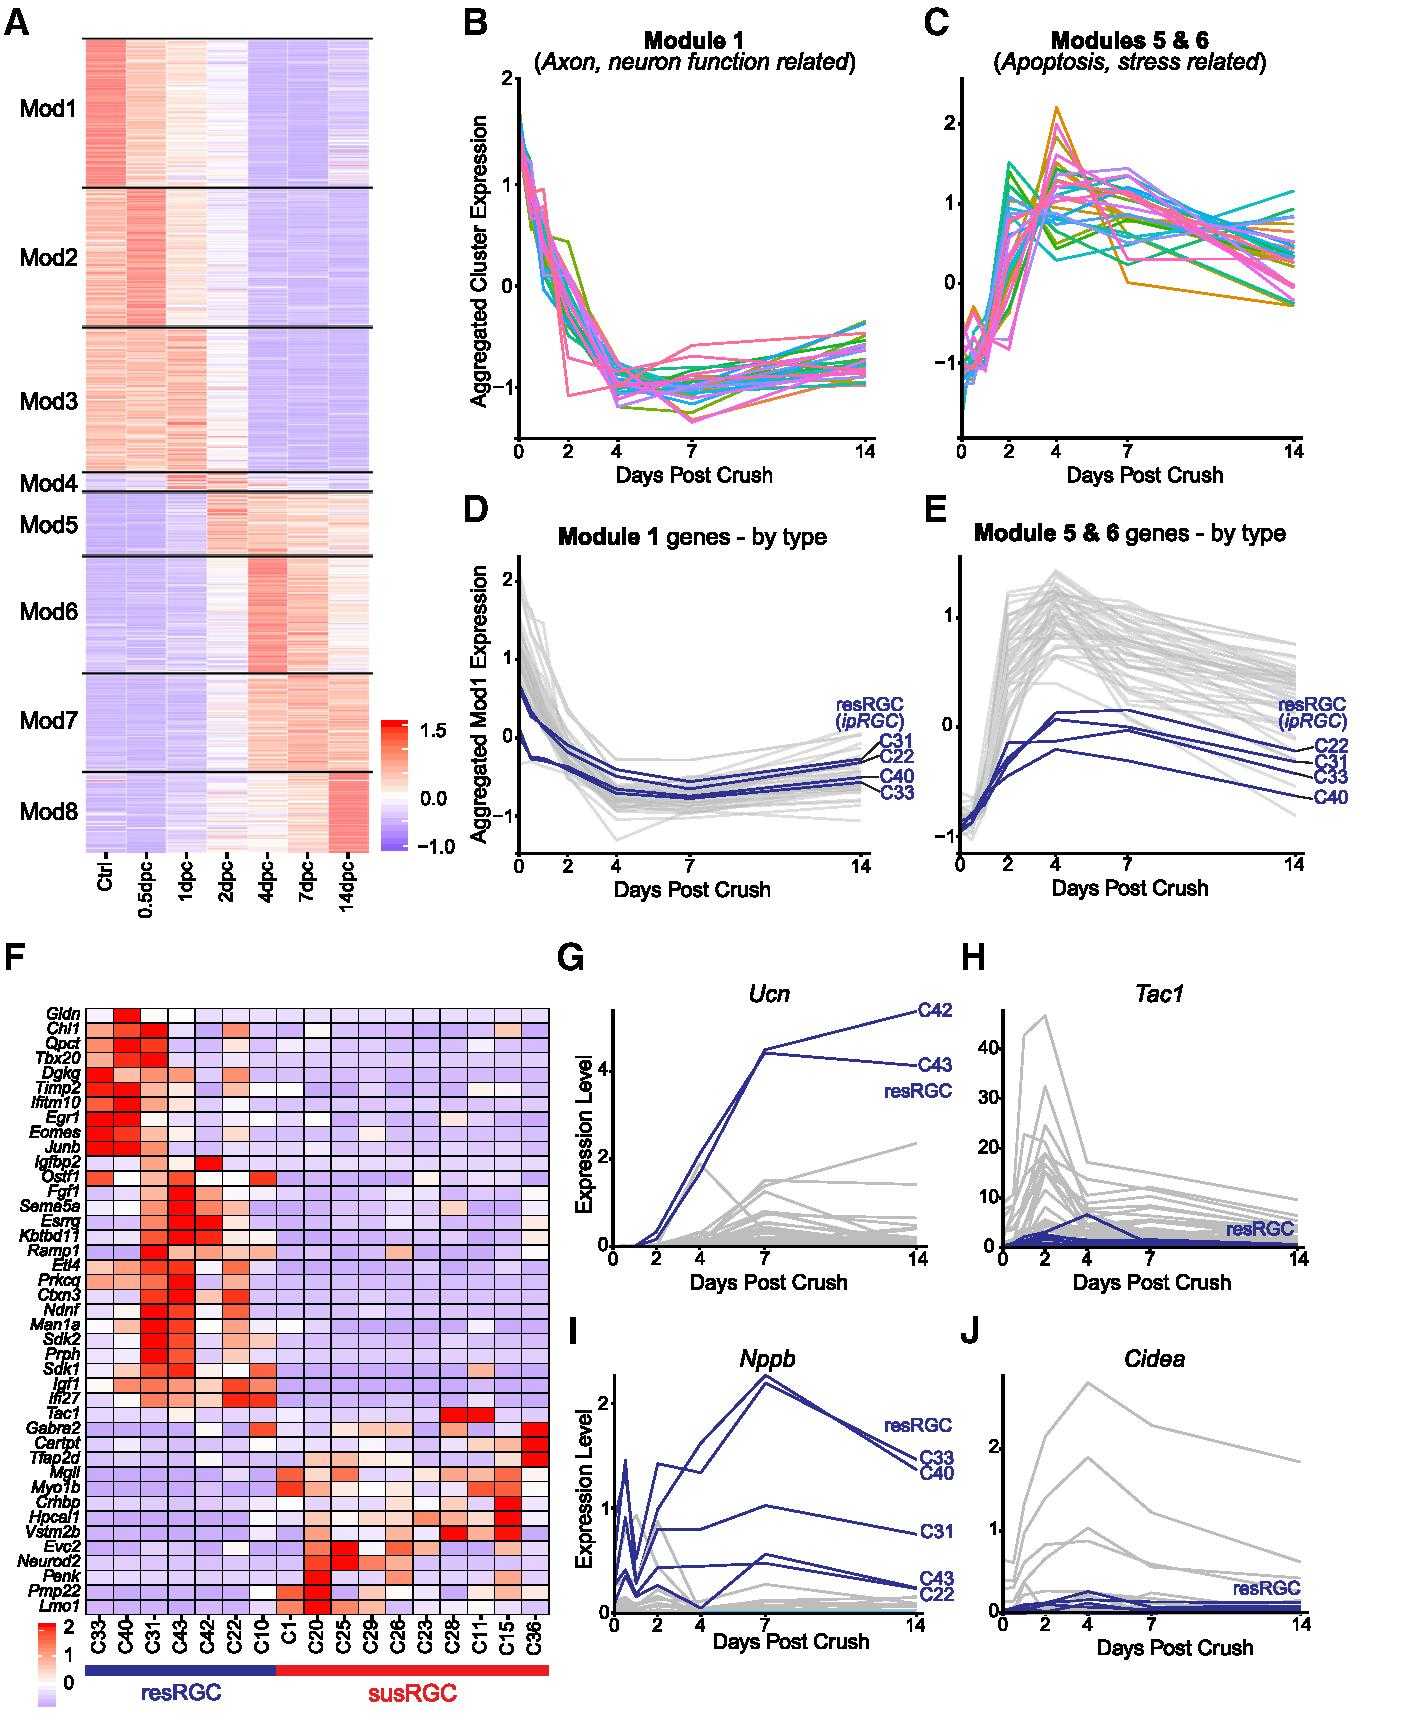 A
Mod1
Mod2
Mod3
Mod4
Mod5
Mod6
Mod7
Mod8
Ctrl
0.5dpc
1dpc
2dpc
4dpc
7dpc
14dpc
1.5
0.0
−1.0
B
Module 1
(Axon, neuron function related)
Aggregated Cluster Expression
2
1
0
−1
0 2 4 7 14
Days Post Crush
C
Modules 5 & 6
(Apoptosis, stress related)
2
1
0
−1
0 2 4 7 14
Days Post Crush
D
Module 1 genes - by type
Aggregated Mod1 Expression
2
1
0
−1
resRGC
(ipRGC)
C31
C22
C40
C33
0 2 4 7 14
Days Post Crush
E
Module 5 & 6 genes - by type
1
0
−1
resRGC
(ipRGC)
C22
C31
C33
C40
0 2 4 7 14
Days Post Crush
F
Gldn
Chl1
Qpct
Tbx20
Dgkg
Timp2
Ifitm10
Egr1
Eomes
Junb
Igfbp2
Ostf1
Fgf1
Sema5a
Esrrg
Kbtbd11
Ramp1
Etl4
Prkcq
Cbxn3
Ndnf
Man1a
Sdk2
Prph
Sdk1
Igf1
Ifi27
Tac1
Gabra2
Cartpt
Tfap2d
Mgll
Myo1b
Crhbp
Hpcal1
Vstm2b
Evc2
Neurod2
Penk
Pmp22
Lmo1
2
1
0
C33 C40 C31 C43 C42 C22 C10 C1 C20 C25 C29 C26 C23 C28 C11 C15 C36
resRGC susRGC
G
Ucn
Expression Level
4
2
0
C42
C43
resRGC
0 2 4 7 14
Days Post Crush
H
Tac1
40
30
20
10
0
resRGC
0 2 4 7 14
Days Post Crush
I
Nppb
Expression Level
2
1
0
resRGC
C33
C40
C31
C43
C22
0 2 4 7 14
Days Post Crush
J
Cidea
2
1
0
resRGC
0 2 4 7 14
Days Post Crush